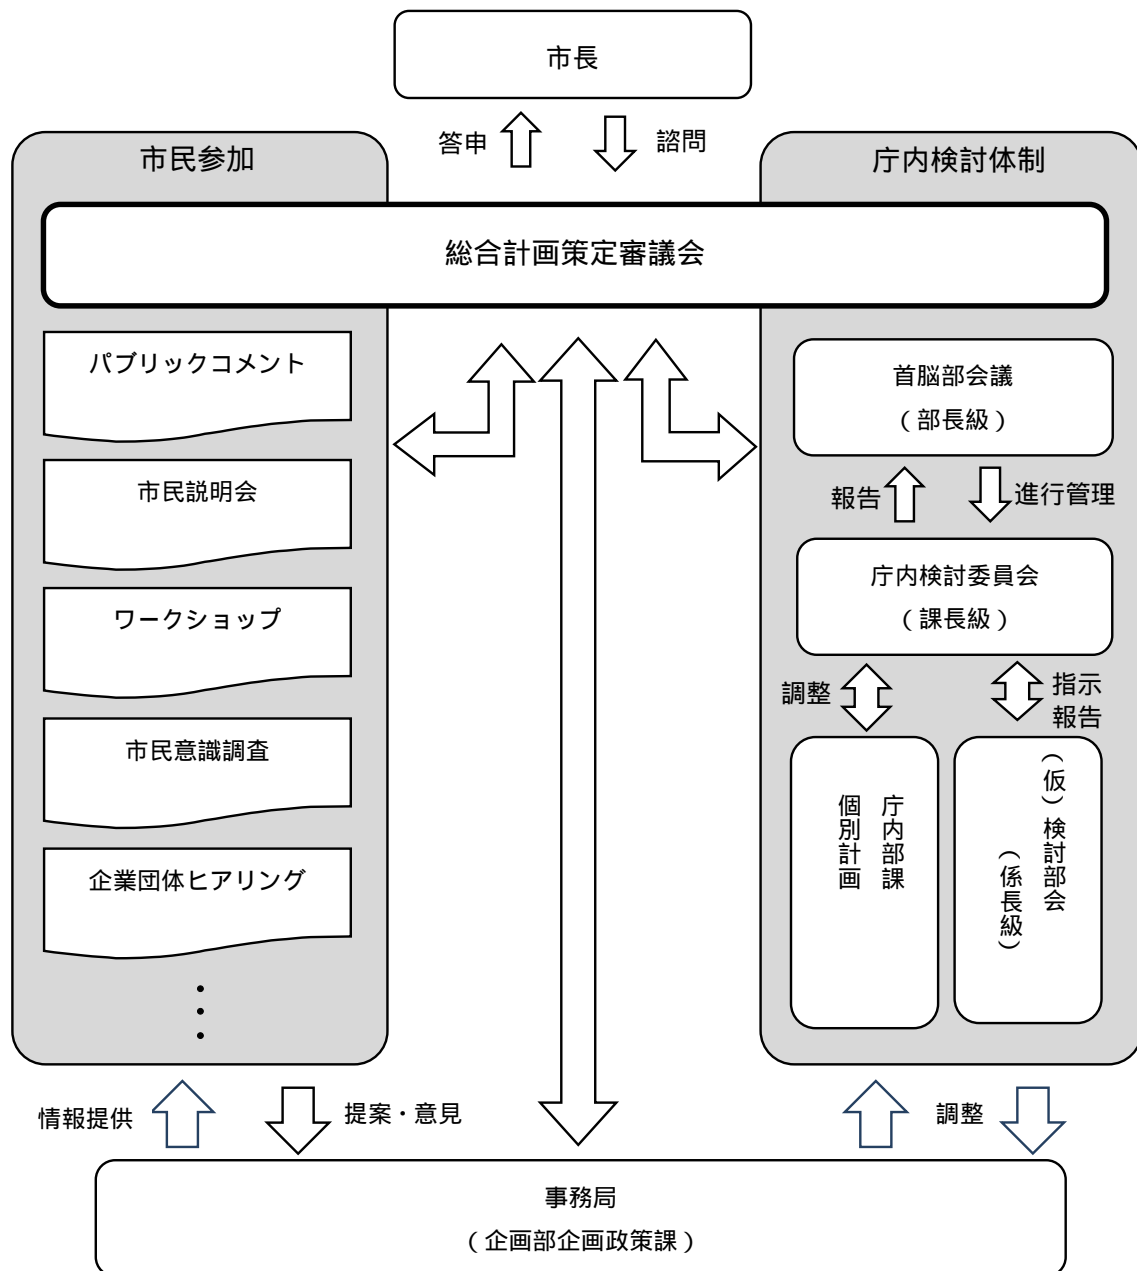 市長
答申
諮問
市民参加
庁内検討体制
総合計画策定審議会
パブリックコメント
市民説明会
ワークショップ
市民意識調査
企業団体ヒアリング
・
・
・
首脳部会議
（部長級）
報告
進行管理
庁内検討委員会
（課長級）
調整
指示
報告
庁内部課
個別計画
（仮）検討部会
（係長級）
情報提供
提案・意見
調整
事務局
（企画部企画政策課）